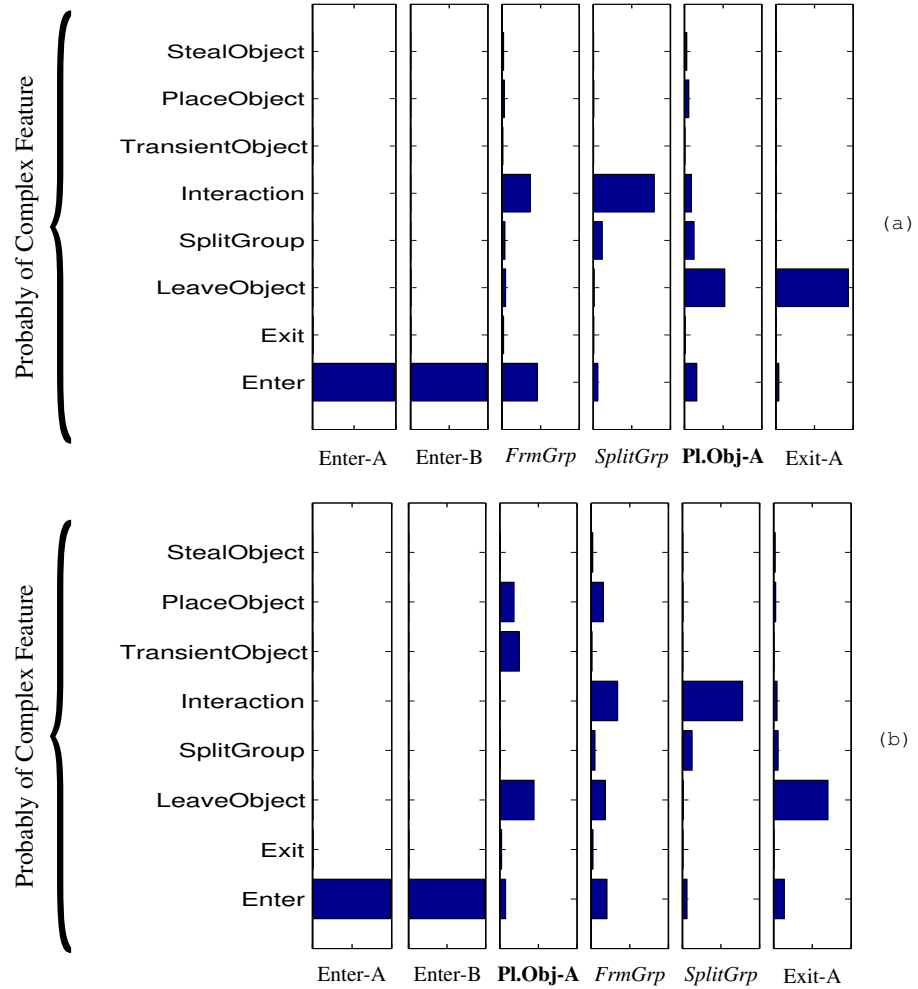 Probably of Complex Feature
StealObject
PlaceObject
TransientObject
Interaction
SplitGroup
LeaveObject
Exit
Enter
Enter-A Enter-B FrmGrp SplitGrp Pl.Obj-A Exit-A
(a)
Probably of Complex Feature
StealObject
PlaceObject
TransientObject
Interaction
SplitGroup
LeaveObject
Exit
Enter
Enter-A Enter-B Pl.Obj-A FrmGrp SplitGrp Exit-A
(b)